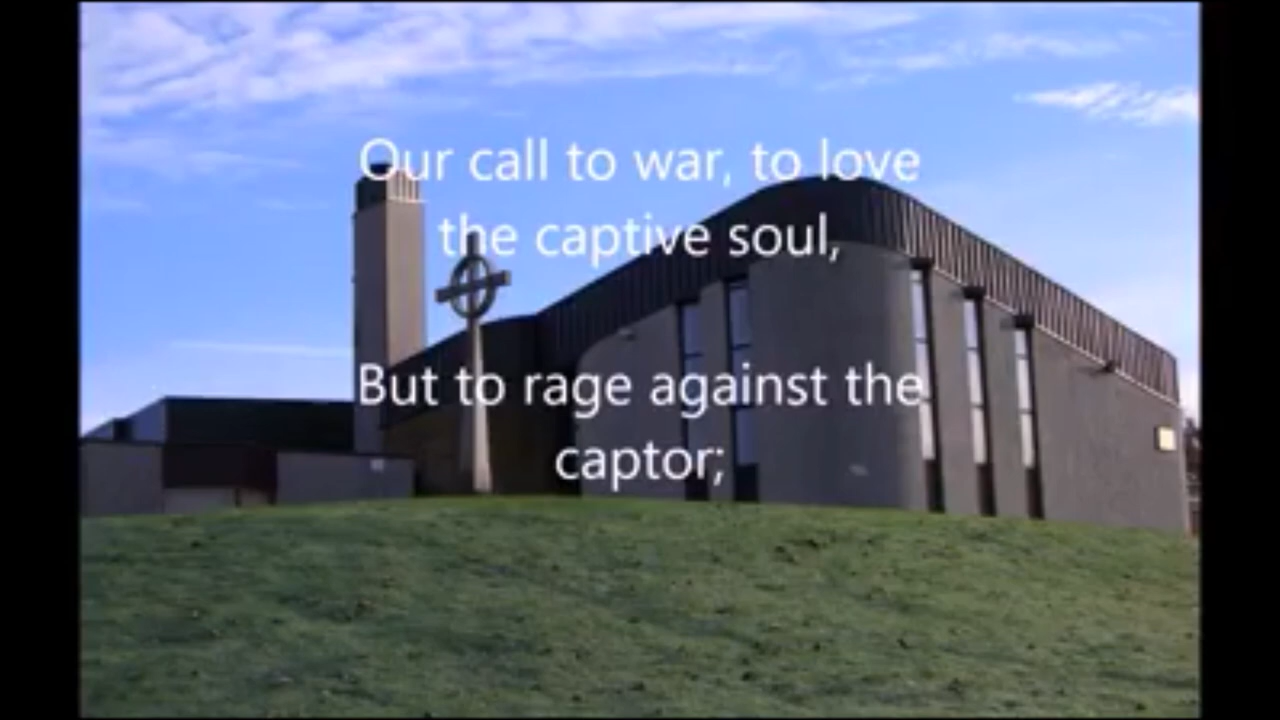 Our call to war, to love
the captive soul,
But to rage against the
captor;